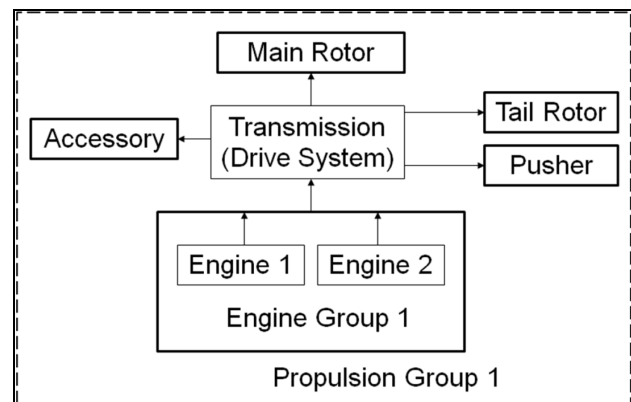 Main Rotor
Accessory
Transmission
(Drive System)
Tail Rotor
Pusher
Engine 1
Engine 2
Engine Group 1
Propulsion Group 1